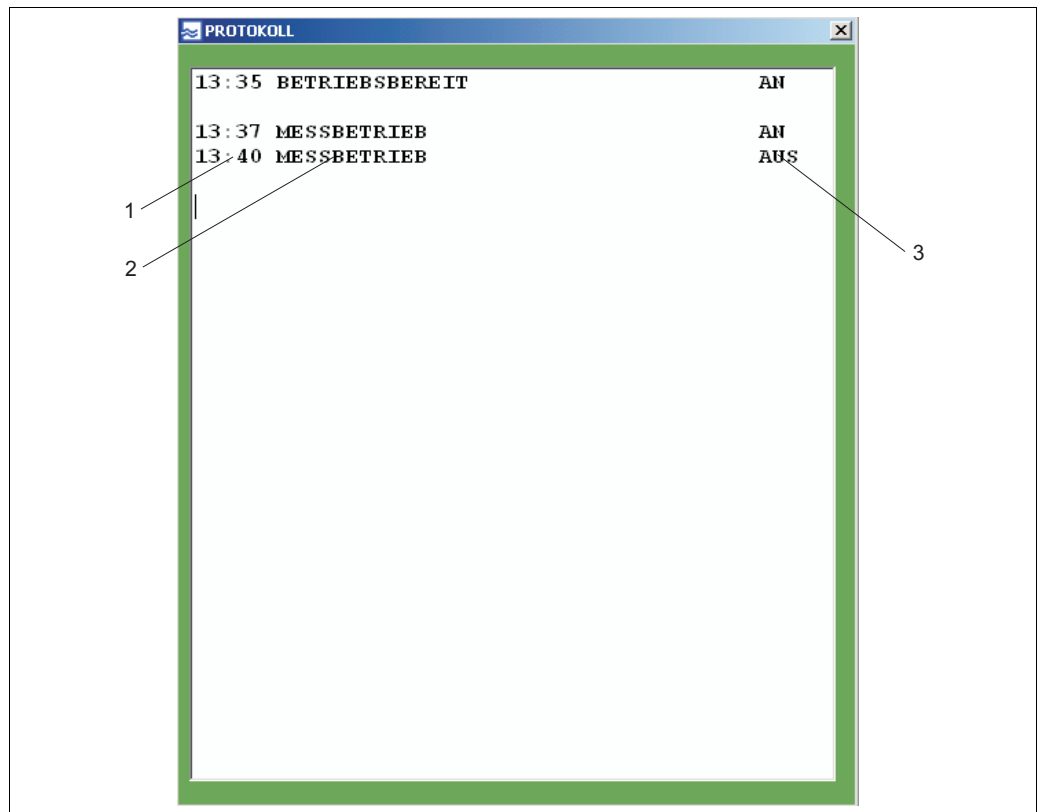 PROTOKOLL
13:35 BETRIEBSBEREIT AN
13:37 MESSBETRIEB AN
13:40 MESSBETRIEB AUS
1
2
3